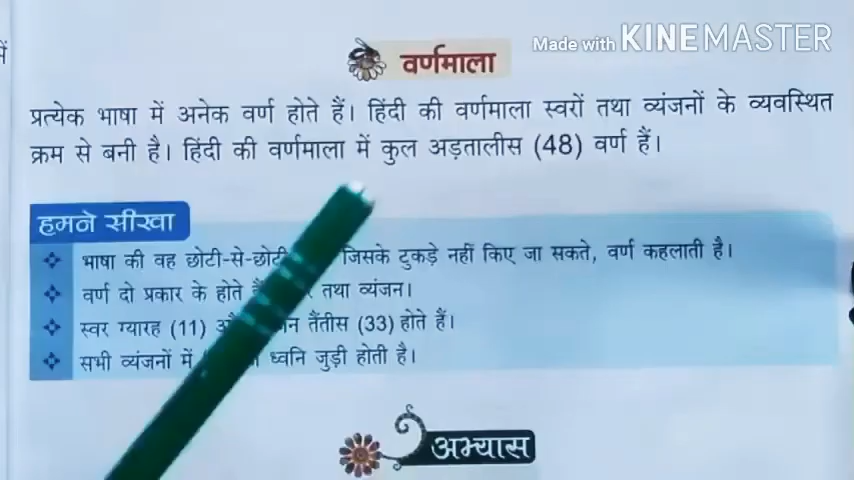 Made with KINEMASTER
वर्णमाला
प्रत्येक भाषा में अनेक वर्ण होते हैं। हिंदी की वर्णमाला स्वरों तथा व्यंजनों के व्यवस्थित
क्रम से बनी है। हिंदी की वर्णमाला में कुल अड़तालीस (48) वर्ण हैं।
हमने सीखा
भाषा की वह छोटी-से-छोटी जिसके टुकड़े नहीं किए जा सकते, वर्ण कहलाती है।
वर्ण दो प्रकार के होते तथा व्यंजन।
स्वर ग्यारह (11) तैंतीस (33) होते हैं।
सभी व्यंजनों में ध्वनि जुड़ी होती है।
अभ्यास